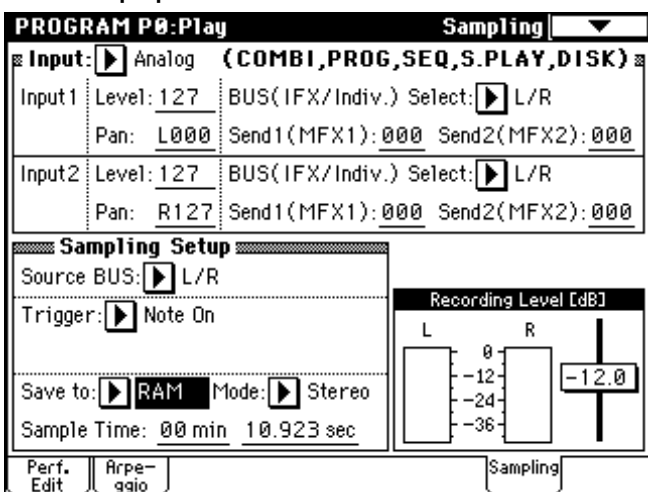 PROGRAM P0:Play Sampling
Input: Analog (COMBI,PROG,SEQ,S.PLAY,DISK)
Input1 Level: 127 BUS(IFX/Indiv.) Select: L/R
Pan: L000 Send1(MFX1): 000 Send2(MFX2): 000
Input2 Level: 127 BUS(IFX/Indiv.) Select: L/R
Pan: R127 Send1(MFX1): 000 Send2(MFX2): 000
Sampling Setup
Source BUS: L/R
Trigger: Note On
Save to: RAM Mode: Stereo
Sample Time: 00 min 10.923 sec
Recording Level [dB]
L R
0
-12
-24
-36
-12.0
Perf. Edit
Arpe-ggio
Sampling